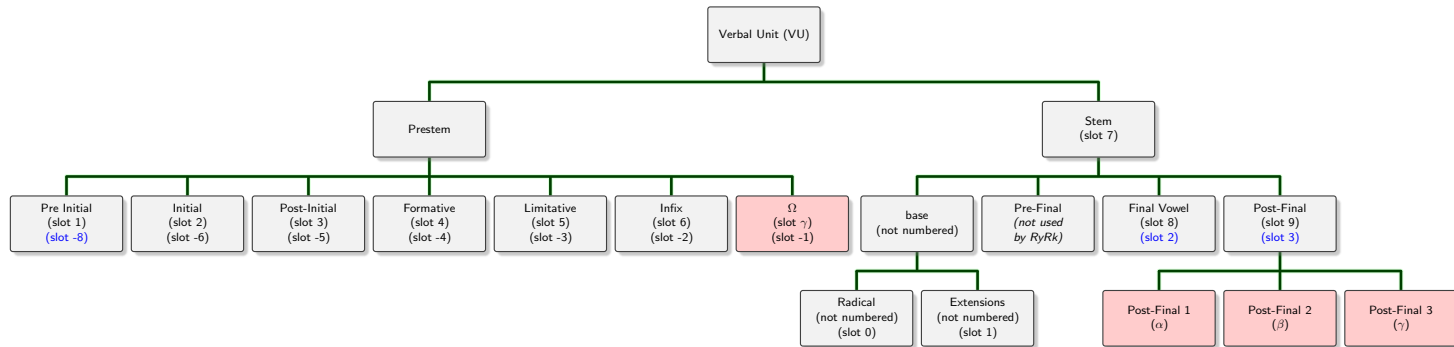 Verbal Unit (VU)
Prestem
Stem
(slot 7)
Pre Initial
(slot 1)
(slot -8)
Initial
(slot 2)
(slot -6)
Post-Initial
(slot 3)
(slot -5)
Formative
(slot 4)
(slot -4)
Limitative
(slot 5)
(slot -3)
Infix
(slot 6)
(slot -2)
Ω
(slot γ)
(slot -1)
base
(not numbered)
Pre-Final
(not used
by RyRk)
Final Vowel
(slot 8)
(slot 2)
Post-Final
(slot 9)
(slot 3)
Radical
(not numbered)
(slot 0)
Extensions
(not numbered)
(slot 1)
Post-Final 1
(α)
Post-Final 2
(β)
Post-Final 3
(γ)